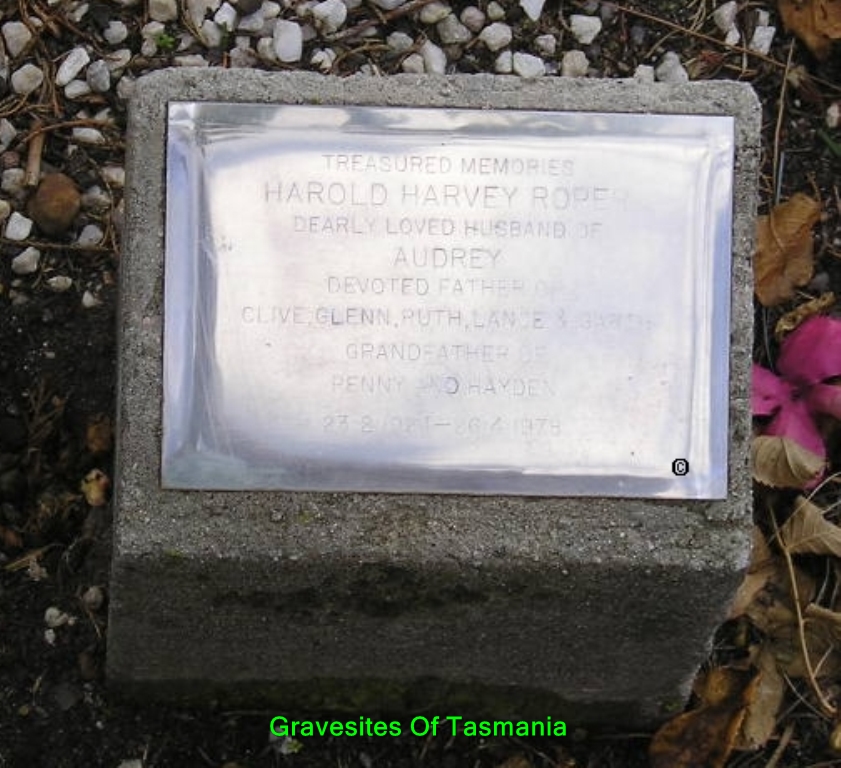 TREASURED MEMORIES
HAROLD HARVEY ROPER
DEARLY LOVED HUSBAND OF
AUDREY
DEVOTED FATHER OF
CLIVE, GLENN, RUTH, LANCE &
GRANDFATHER OF
PENNY AND HAYDEN
©
Gravesites Of Tasmania